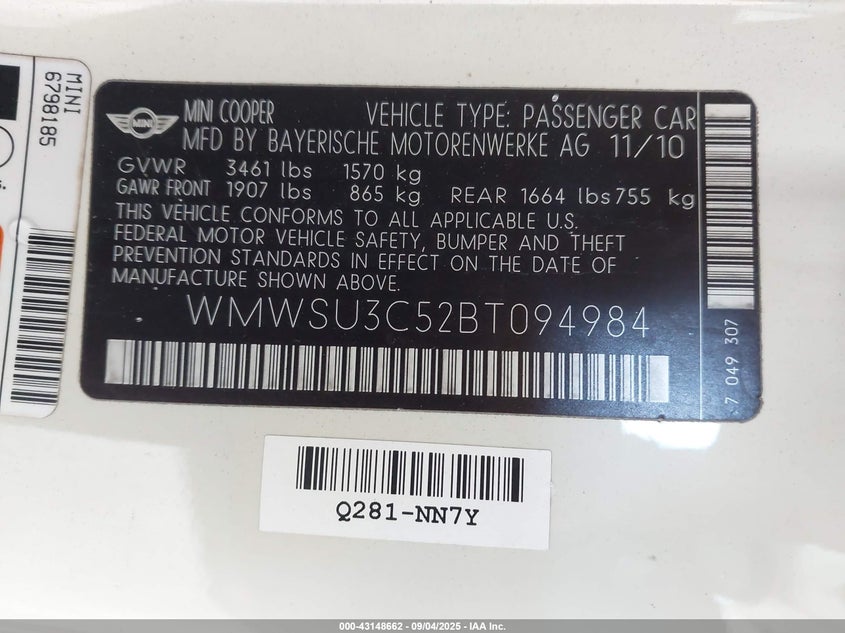 MINI
6798185
s.
MINI
MINI COOPER
VEHICLE TYPE: PASSENGER CAR
MFD BY BAYERISCHE MOTORENWERKE AG 11/10
GVWR 3461 lbs 1570 kg
GAWR FRONT 1907 lbs 865 kg REAR 1664 lbs 755 kg
THIS VEHICLE CONFORMS TO ALL APPLICABLE U.S.
FEDERAL MOTOR VEHICLE SAFETY, BUMPER AND THEFT
PREVENTION STANDARDS IN EFFECT ON THE DATE OF
MANUFACTURE SHOWN ABOVE.
WMWSU3C52BT094984
7 049 307
Q281-NN7Y
000-43148662 - 09/04/2025 - IAA Inc.